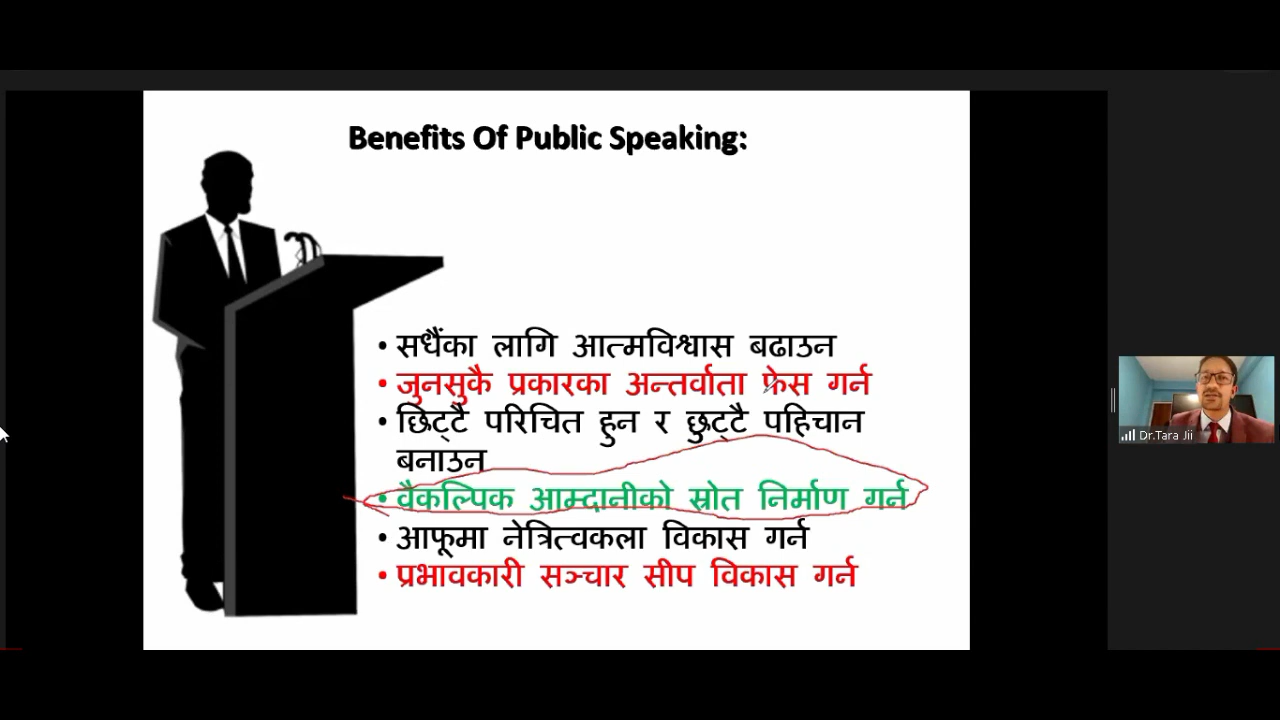 Benefits Of Public Speaking:
• सधैंका लागि आत्मविश्वास बढाउन
• जुनसुकै प्रकारका अन्तर्वाता फेस गर्न
• छिट्टै परिचित हुन र छुट्टै पहिचान
बनाउन
• वैकल्पिक आम्दानीको स्रोत निर्माण गर्न
• आफूमा नेत्रित्वकला विकास गर्न
• प्रभावकारी सञ्चार सीप विकास गर्न
Dr.Tara Jii